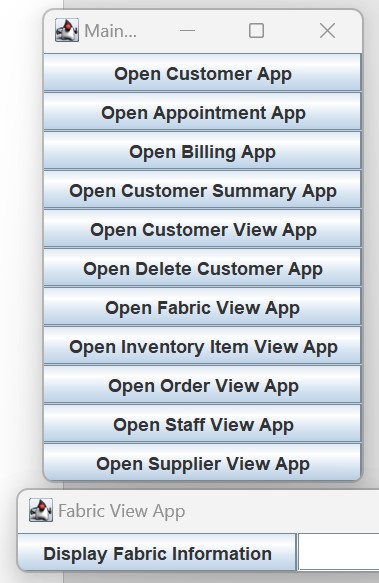 Main...
Open Customer App
Open Appointment App
Open Billing App
Open Customer Summary App
Open Customer View App
Open Delete Customer App
Open Fabric View App
Open Inventory Item View App
Open Order View App
Open Staff View App
Open Supplier View App
Fabric View App
Display Fabric Information